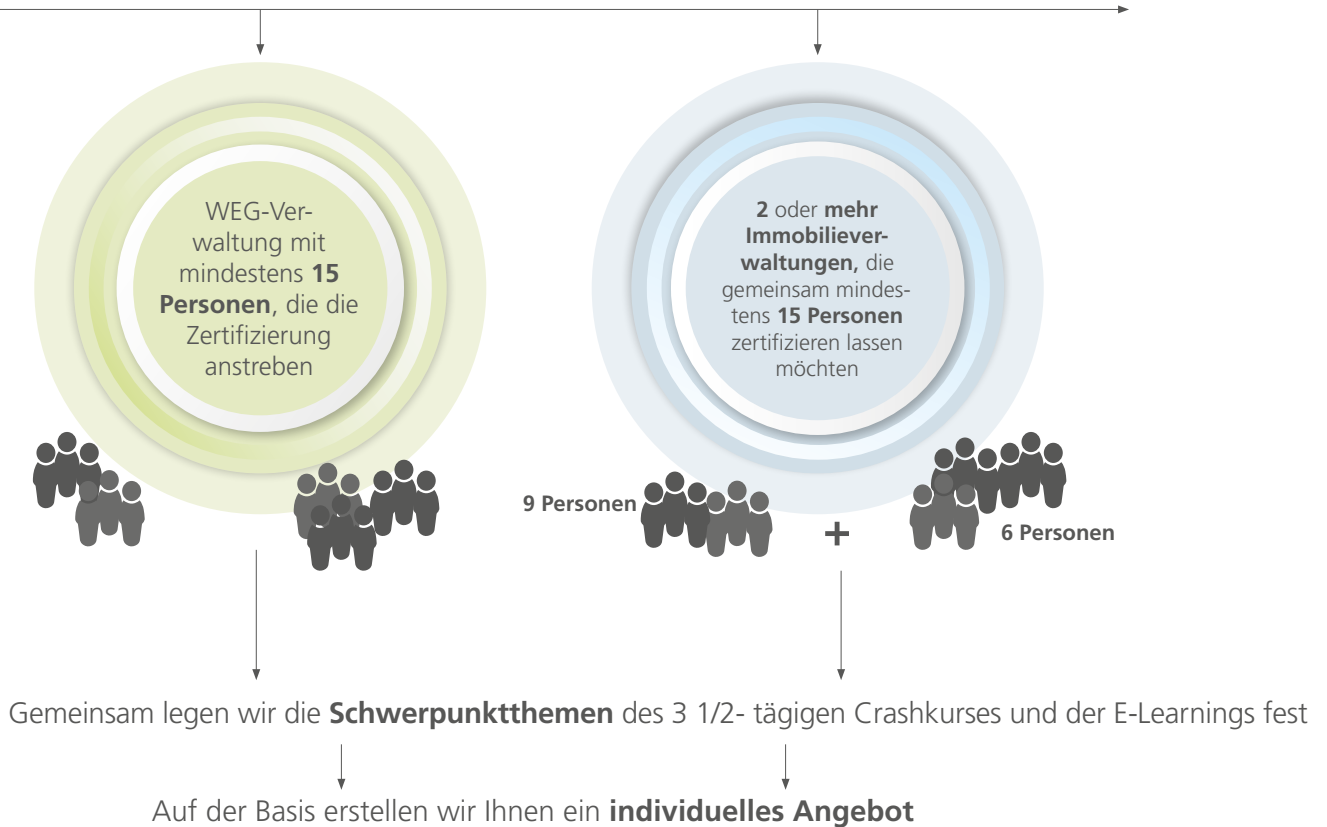 WEG-Ver-
waltung mit
mindestens 15
Personen, die die
Zertifizierung
anstreben
2 oder mehr
Immobiliever-
waltungen, die
gemeinsam mindes-
tens 15 Personen
zertifizieren lassen
möchten
9 Personen
+
6 Personen
Gemeinsam legen wir die Schwerpunktthemen des 3 1/2- tägigen Crashkurses und der E-Learnings fest
Auf der Basis erstellen wir Ihnen ein individuelles Angebot